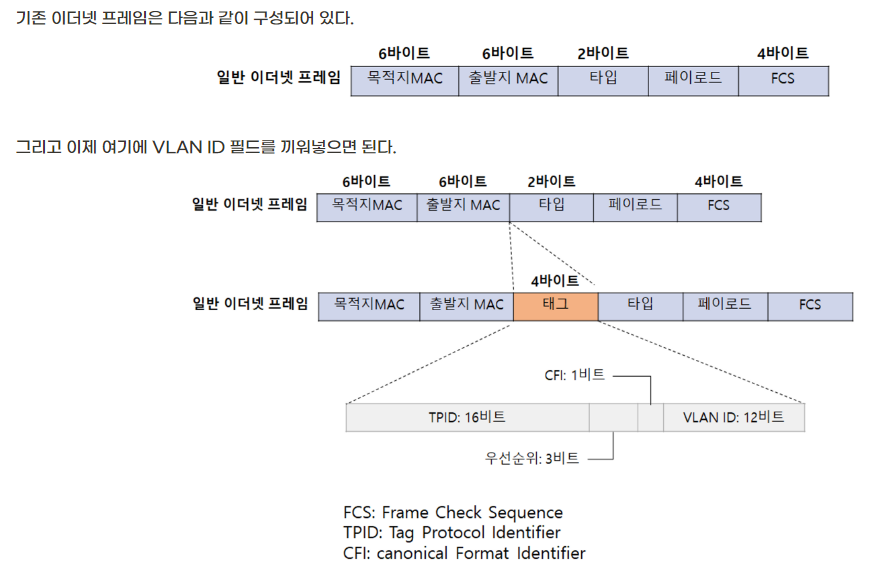 기존 이더넷 프레임은 다음과 같이 구성되어 있다.
6바이트 6바이트 2바이트 4바이트
일반 이더넷 프레임 목적지MAC 출발지 MAC 타입 페이로드 FCS
그리고 이제 여기에 VLAN ID 필드를 끼워넣으면 된다.
6바이트 6바이트 2바이트 4바이트
일반 이더넷 프레임 목적지MAC 출발지 MAC 타입 페이로드 FCS
4바이트
일반 이더넷 프레임 목적지MAC 출발지 MAC 태그 타입 페이로드 FCS
CFI: 1비트
TPID: 16비트 VLAN ID: 12비트
우선순위: 3비트
FCS: Frame Check Sequence
TPID: Tag Protocol Identifier
CFI: canonical Format Identifier